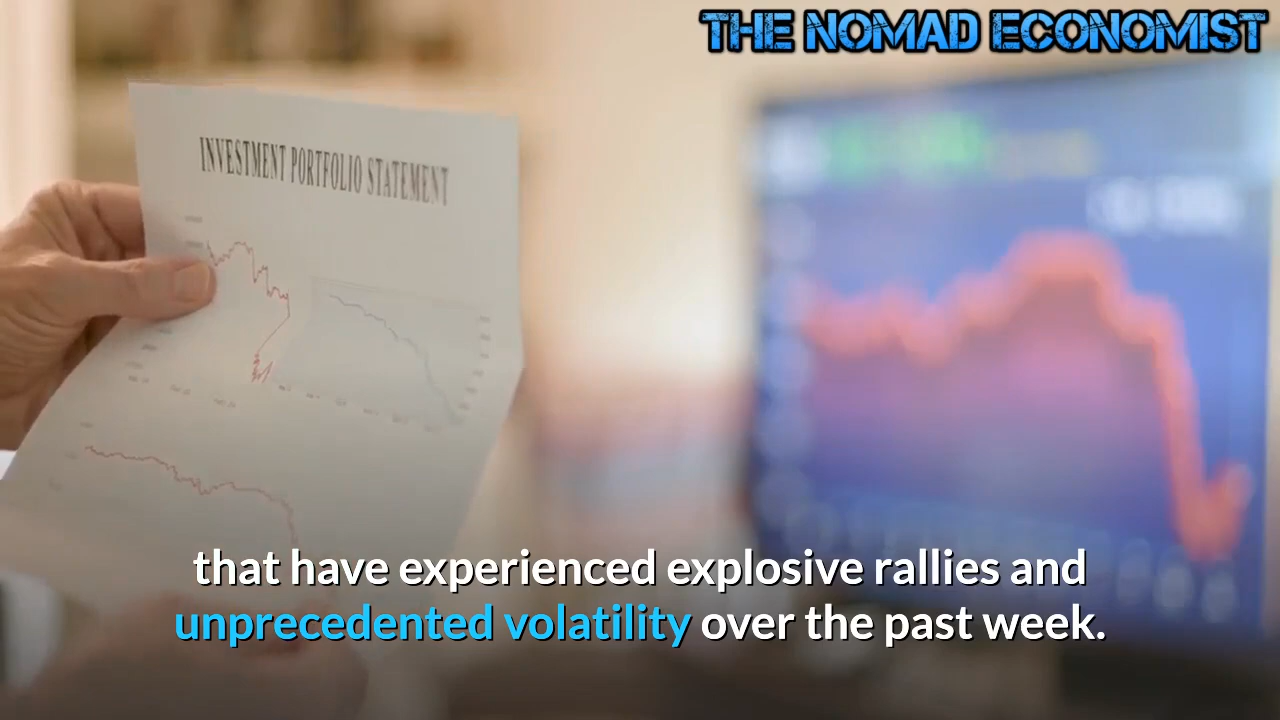 THE NOMAD ECONOMIST
INVESTMENT PORTFOLIO STATEMENT
that have experienced explosive rallies and
unprecedented volatility over the past week.